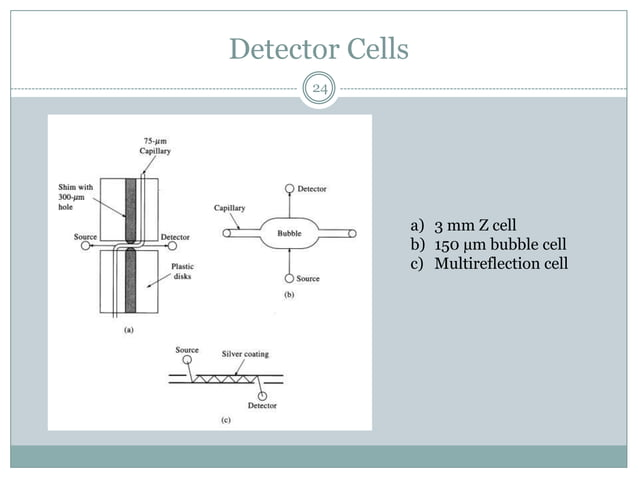 Detector Cells
24
75-µm
Capillary
Shim with
300-µm
hole
Source
Detector
Plastic
disks
(a)
Detector
Capillary
Bubble
Source
(b)
Source
Silver coating
Detector
(c)
a) 3 mm Z cell
b) 150 µm bubble cell
c) Multireflection cell